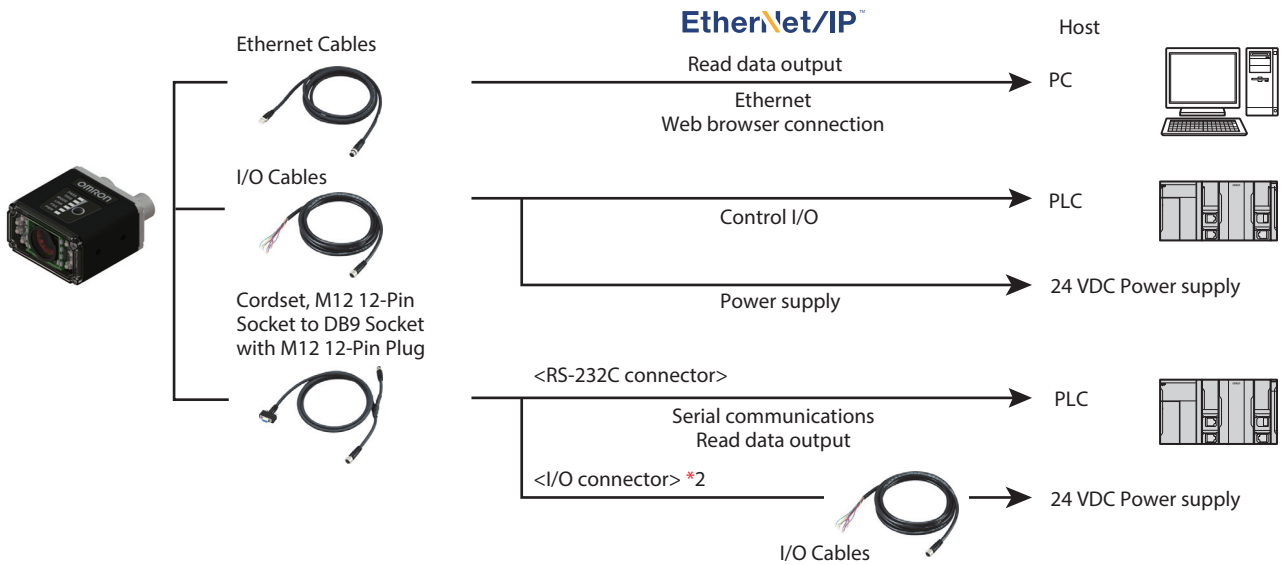 EtherNet/IP™
Host
Ethernet Cables
Read data output
PC
Ethernet
Web browser connection
OMRON
I/O Cables
PLC
Control I/O
24 VDC Power supply
Power supply
Cordset, M12 12-Pin
Socket to DB9 Socket
with M12 12-Pin Plug
<RS-232C connector>
PLC
Serial communications
Read data output
<I/O connector> *2
24 VDC Power supply
I/O Cables